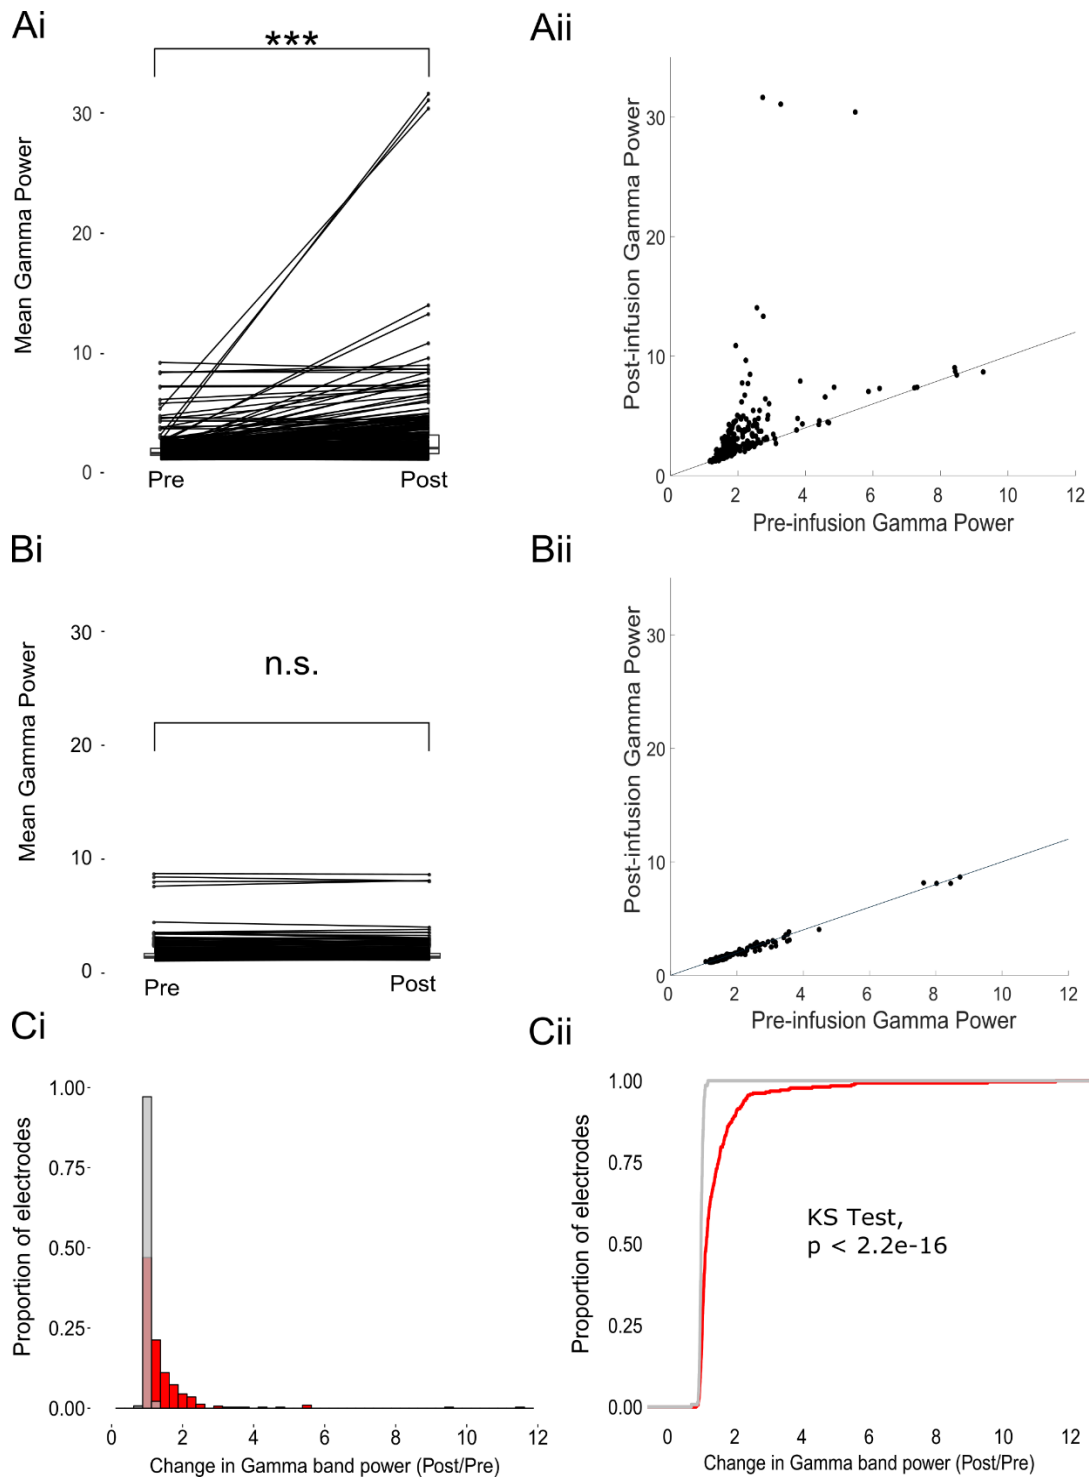 Ai
***
Mean Gamma Power
30
20
10
0
Pre
Post
Aii
Post-infusion Gamma Power
30
20
10
0
0 2 4 6 8 10 12
Pre-infusion Gamma Power
Bi
n.s.
Mean Gamma Power
30
20
10
0
Pre
Post
Bii
Post-infusion Gamma Power
30
20
10
0
0 2 4 6 8 10 12
Pre-infusion Gamma Power
Ci
Proportion of electrodes
1.00
0.75
0.50
0.25
0.00
0 2 4 6 8 10 12
Change in Gamma band power (Post/Pre)
Cii
Proportion of electrodes
1.00
0.75
0.50
0.25
0.00
KS Test,
p < 2.2e-16
0 2 4 6 8 10 12
Change in Gamma band power (Post/Pre)